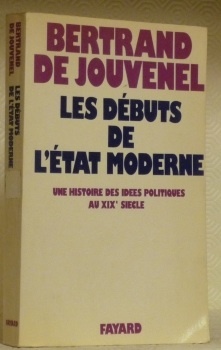 BERTRAND
DE JOUVENEL
LES DÉBUTS
DE
L'ÉTAT MODERNE
UNE HISTOIRE DES IDEES POLITIQUES
AU XIXe SIECLE
FAYARD
BERTRAND
DE JOUVENEL
LES DÉBUTS
DE L'ÉTAT MODERNE
FAYARD